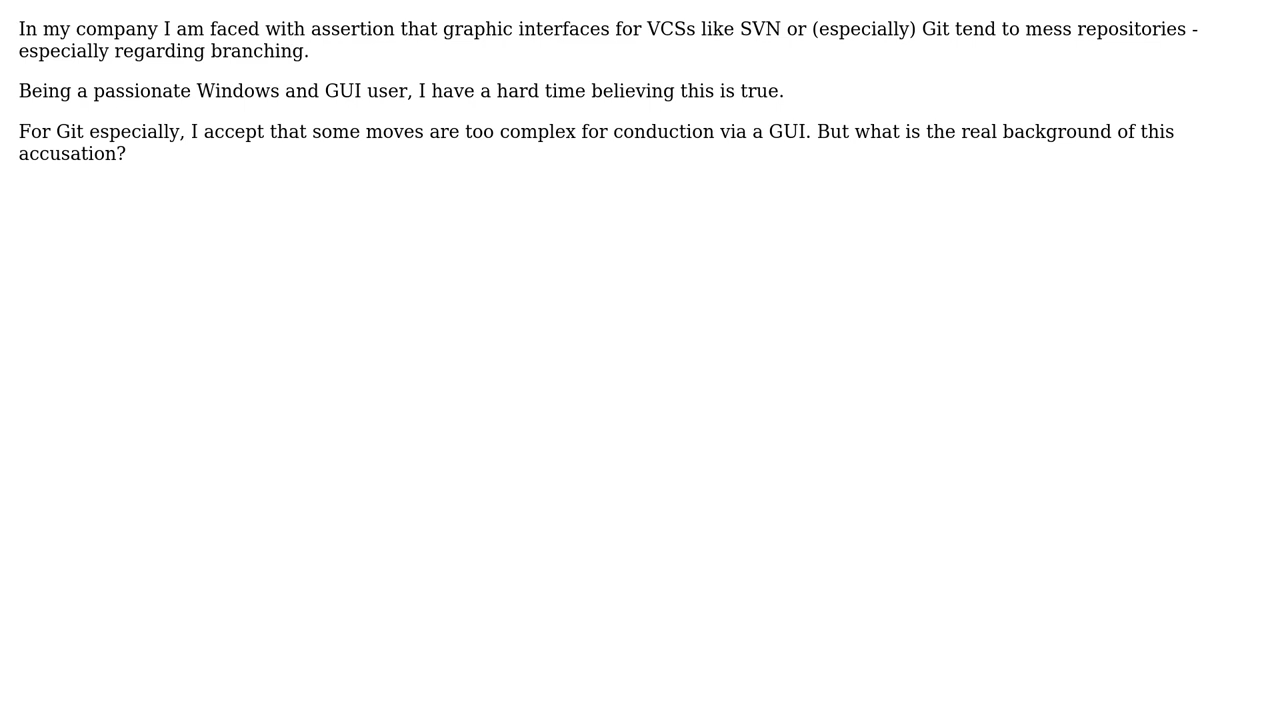 In my company I am faced with assertion that graphic interfaces for VCSs like SVN or (especially) Git tend to mess repositories -
especially regarding branching.
Being a passionate Windows and GUI user, I have a hard time believing this is true.
For Git especially, I accept that some moves are too complex for conduction via a GUI. But what is the real background of this
accusation?